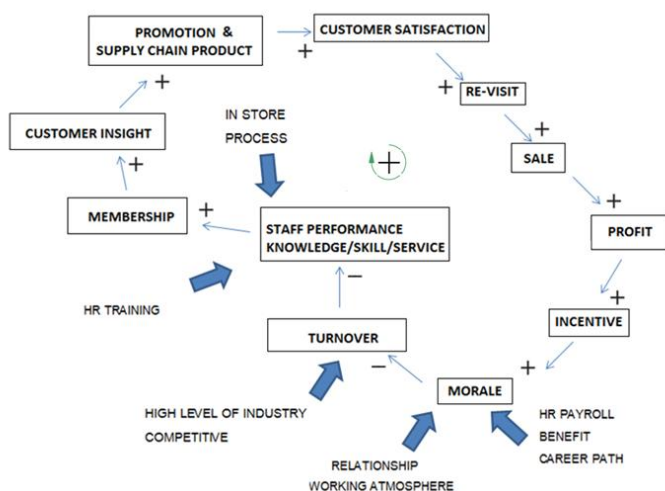 PROMOTION &
SUPPLY CHAIN PRODUCT
+
CUSTOMER SATISFACTION
+
RE-VISIT
+
+
CUSTOMER INSIGHT
IN STORE
PROCESS
+
SALE
+
+
MEMBERSHIP
+
STAFF PERFORMANCE
KNOWLEDGE/SKILL/SERVICE
+
PROFIT
−
HR TRAINING
+
INCENTIVE
TURNOVER
−
+
MORALE
HIGH LEVEL OF INDUSTRY
COMPETITIVE
HR PAYROLL
BENEFIT
CAREER PATH
RELATIONSHIP
WORKING ATMOSPHERE